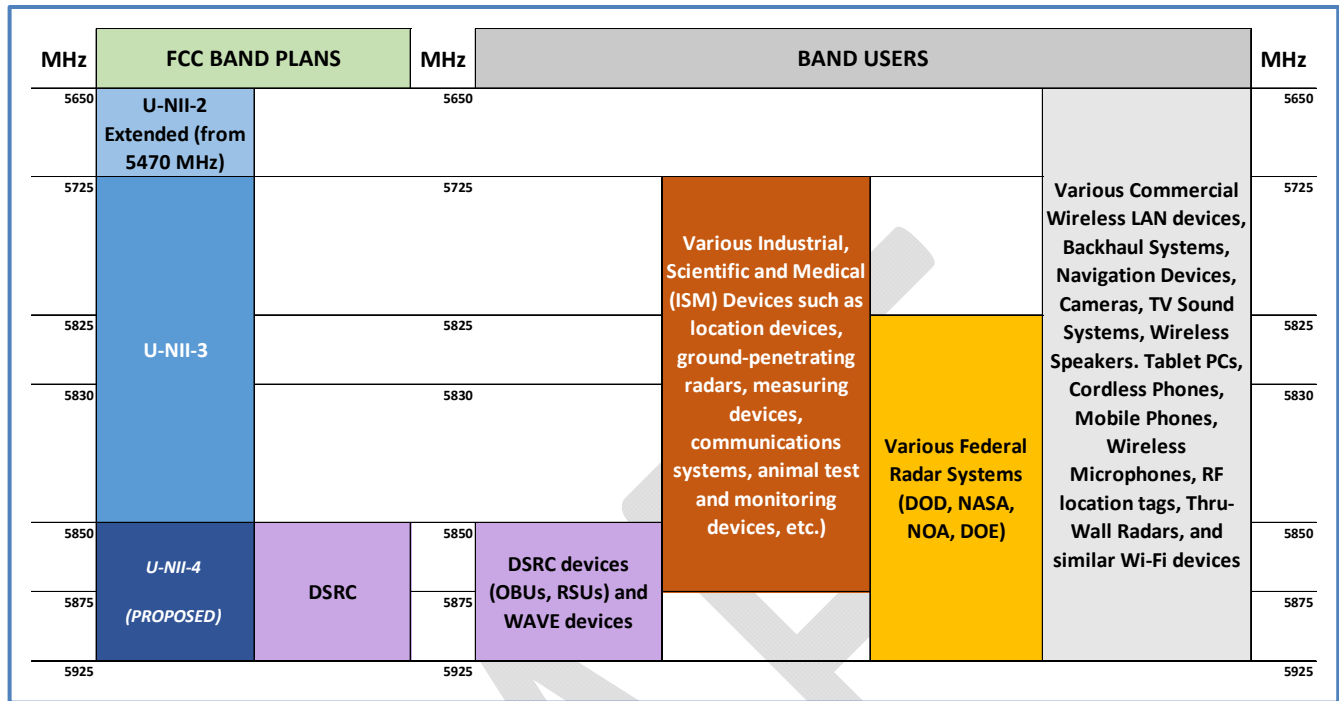 MHz
FCC BAND PLANS
MHz
BAND USERS
MHz
5650
5650
5650
U-NII-2
Extended (from
5470 MHz)
5725
5725
5725
U-NII-3
Various Industrial,
Scientific and Medical
(ISM) Devices such as
location devices,
ground-penetrating
radars, measuring
devices,
communications
systems, animal test
and monitoring
devices, etc.)
Various Commercial
Wireless LAN devices,
Backhaul Systems,
Navigation Devices,
Cameras, TV Sound
Systems, Wireless
Speakers. Tablet PCs,
Cordless Phones,
Mobile Phones,
Wireless
Microphones, RF
location tags, Thru-
Wall Radars, and
similar Wi-Fi devices
5825
5825
5825
5830
5830
5830
Various Federal
Radar Systems
(DOD, NASA,
NOA, DOE)
5850
5850
5850
U-NII-4
(PROPOSED)
DSRC
DSRC devices
(OBUs, RSUs) and
WAVE devices
5875
5875
5875
5925
5925
5925